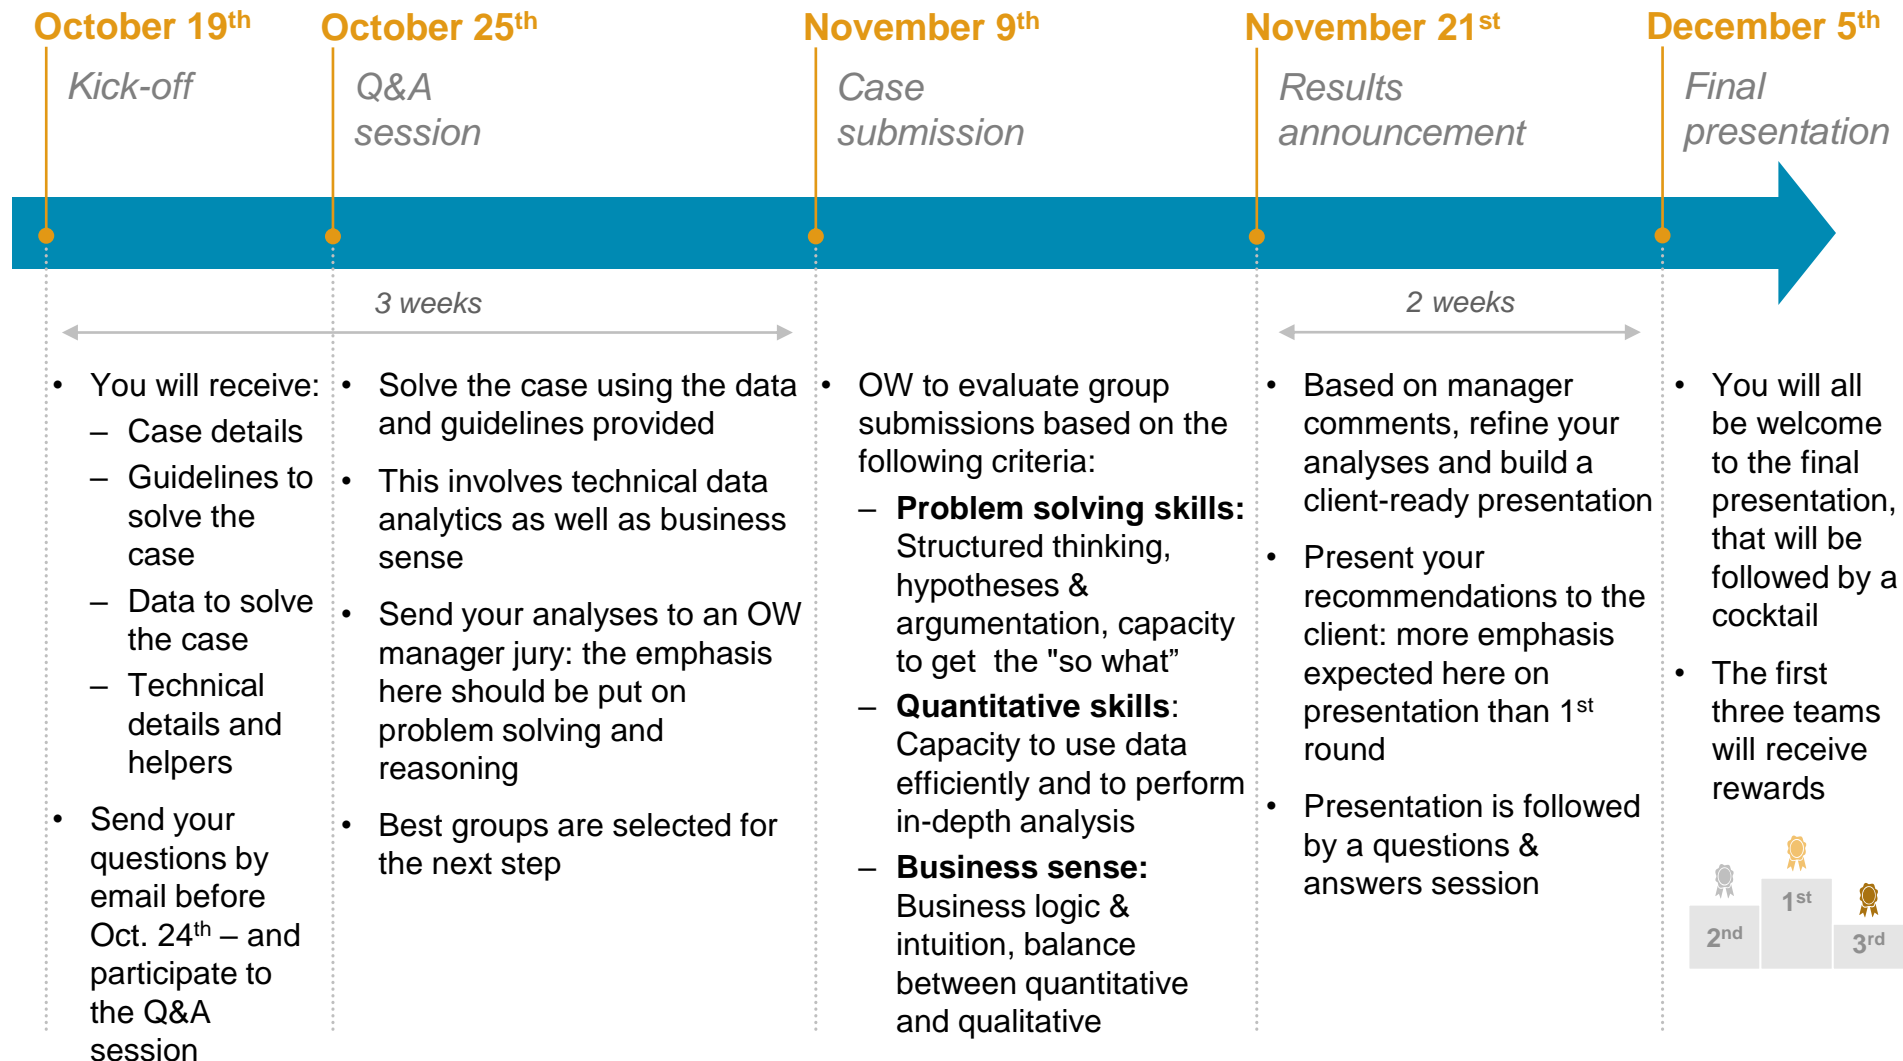 October 19th
October 25th
November 9th
November 21st
December 5th
Kick-off
Q&A
session
Case
submission
Results
announcement
Final
presentation
3 weeks
2 weeks
• You will receive:
– Case details
– Guidelines to
solve the
case
– Data to solve
the case
– Technical
details and
helpers
• Send your
questions by
email before
Oct. 24th – and
participate to
the Q&A
session
• Solve the case using the data
and guidelines provided
• This involves technical data
analytics as well as business
sense
• Send your analyses to an OW
manager jury: the emphasis
here should be put on
problem solving and
reasoning
• Best groups are selected for
the next step
• OW to evaluate group
submissions based on the
following criteria:
– Problem solving skills:
Structured thinking,
hypotheses &
argumentation, capacity
to get  the "so what”
– Quantitative skills:
Capacity to use data
efficiently and to perform
in-depth analysis
– Business sense:
Business logic &
intuition, balance
between quantitative
and qualitative
• Based on manager
comments, refine your
analyses and build a
client-ready presentation
• Present your
recommendations to the
client: more emphasis
expected here on
presentation than 1st
round
• Presentation is followed
by a questions &
answers session
• You will all
be welcome
to the final
presentation,
that will be
followed by a
cocktail
• The first
three teams
will receive
rewards
1st
2nd
3rd